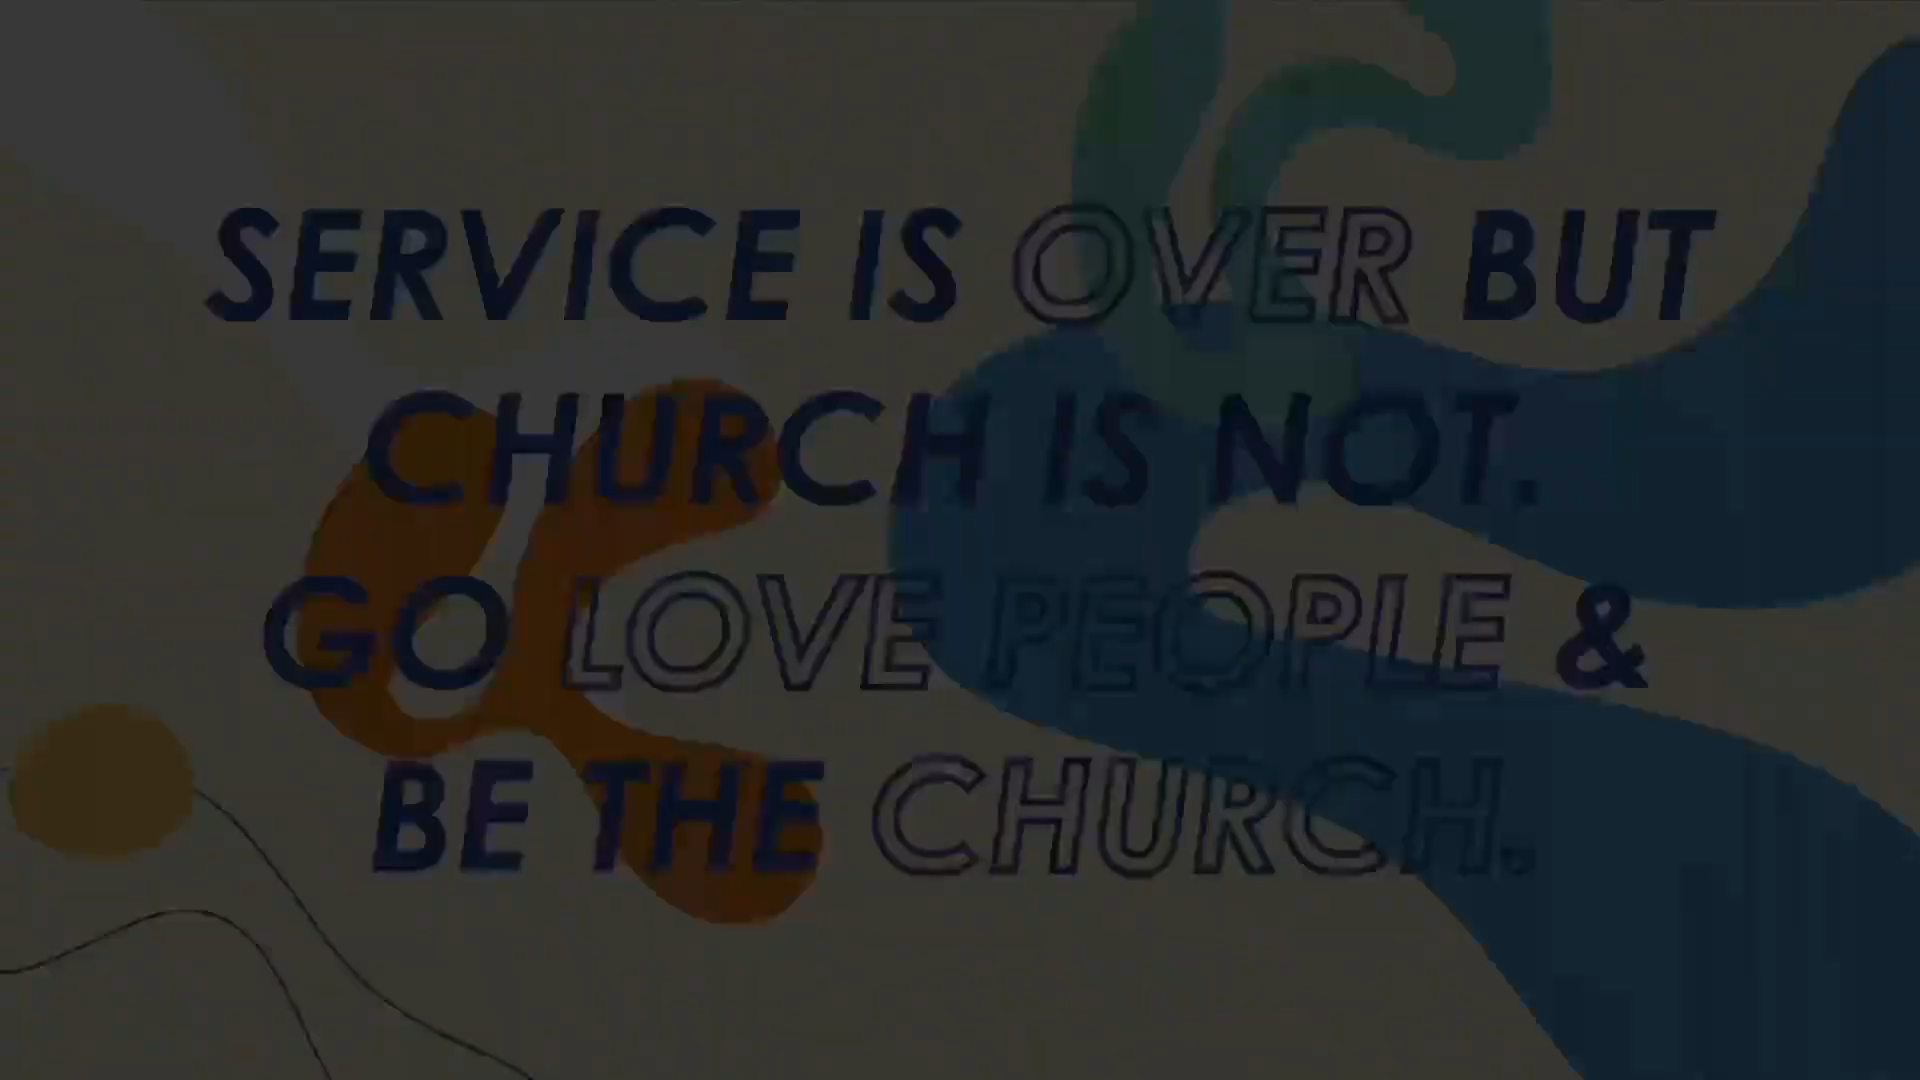 SERVICE IS OVER BUT
CHURCH IS NOT.
GO LOVE PEOPLE &
BE THE CHURCH.